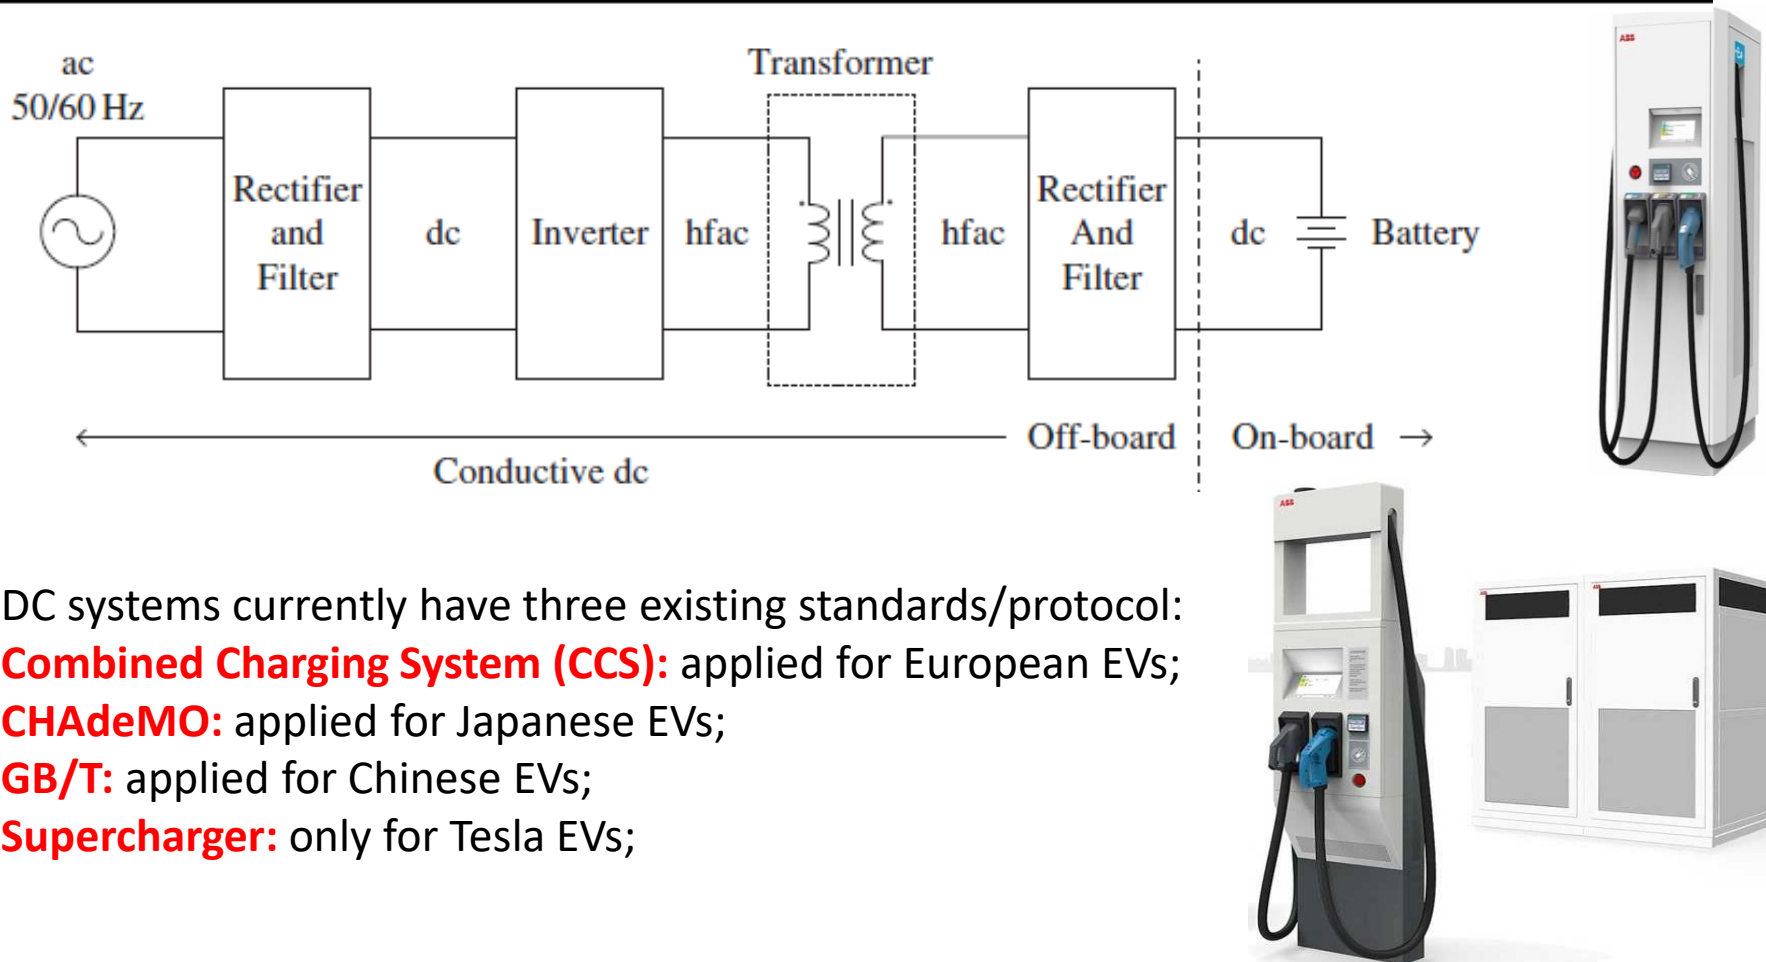 ac
50/60 Hz
Transformer
Rectifier
and
Filter
dc
Inverter
hfac
hfac
Rectifier
And
Filter
dc
Battery
Off-board
On-board →
Conductive dc
ABB
ABB
DC systems currently have three existing standards/protocol:
Combined Charging System (CCS): applied for European EVs;
CHAdeMO: applied for Japanese EVs;
GB/T: applied for Chinese EVs;
Supercharger: only for Tesla EVs;